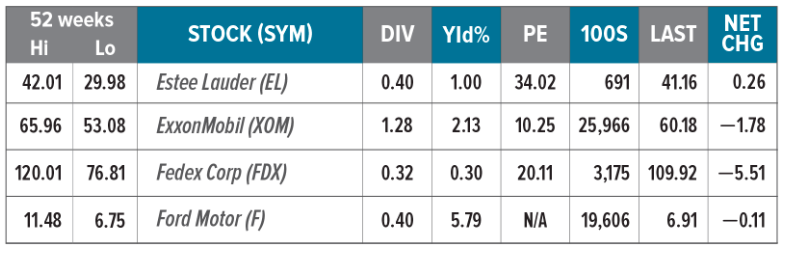 52 weeks Hi Lo STOCK (SYM) DIV Yld% PE 100S LAST NET CHG
42.01 29.98 Estee Lauder (EL) 0.40 1.00 34.02 691 41.16 0.26
65.96 53.08 ExxonMobil (XOM) 1.28 2.13 10.25 25,966 60.18 —1.78
120.01 76.81 Fedex Corp (FDX) 0.32 0.30 20.11 3,175 109.92 —5.51
11.48 6.75 Ford Motor (F) 0.40 5.79 N/A 19,606 6.91 —0.11